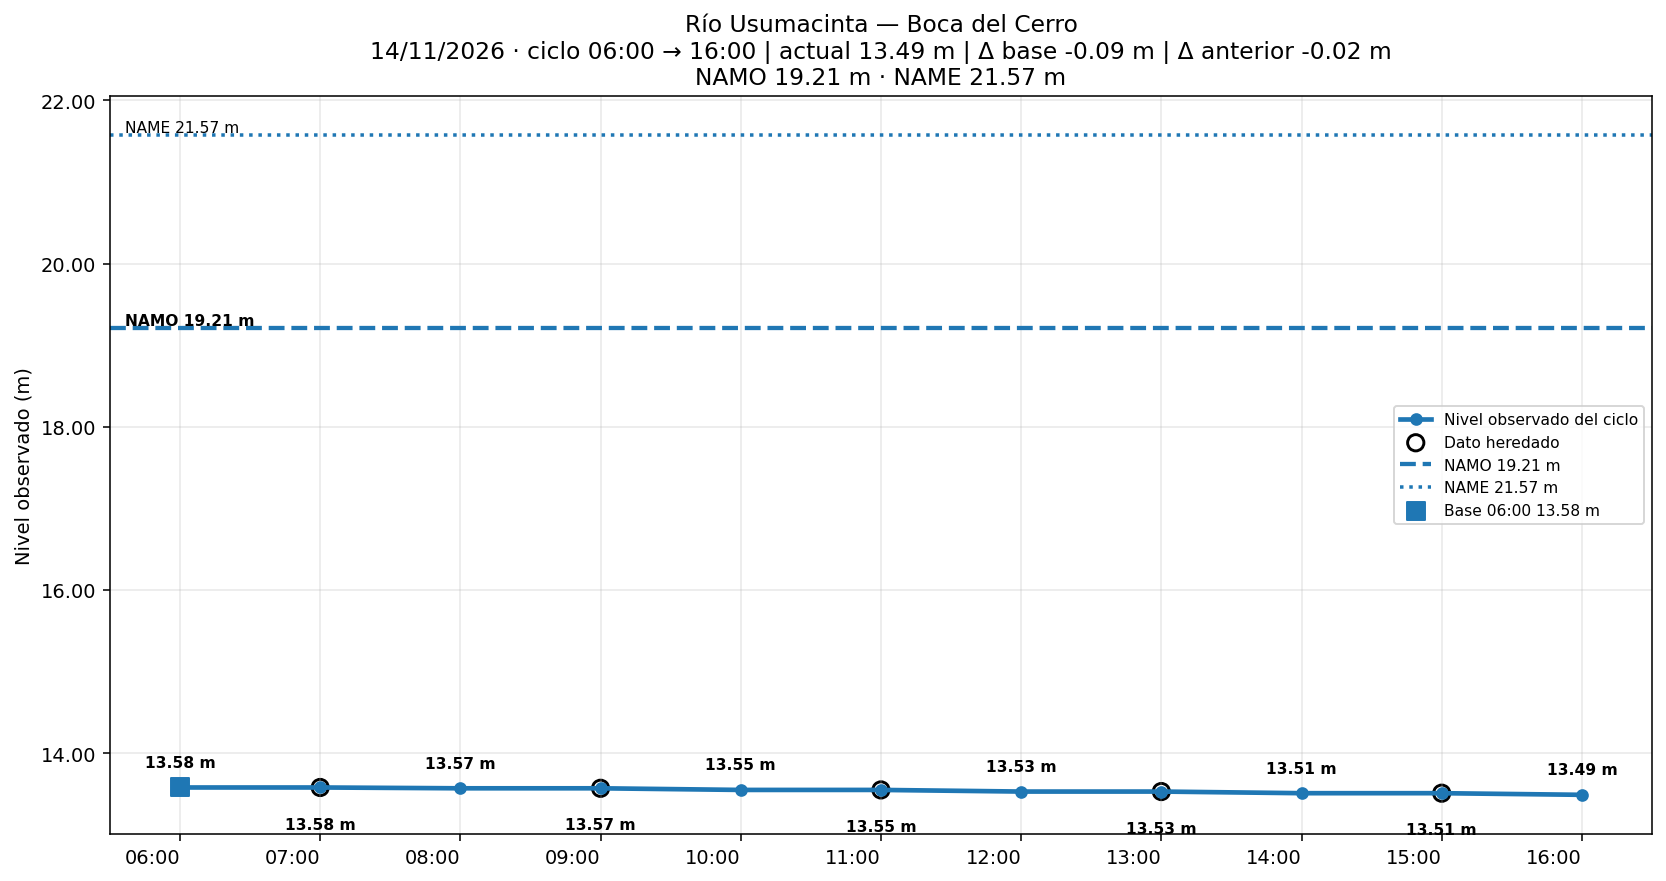 Río Usumacinta — Boca del Cerro
14/11/2026 · ciclo 06:00 → 16:00 | actual 13.49 m | Δ base -0.09 m | Δ anterior -0.02 m
NAMO 19.21 m · NAME 21.57 m
22.00
NAME 21.57 m
20.00
NAMO 19.21 m
Nivel observado (m)
18.00
Nivel observado del ciclo
Dato heredado
NAMO 19.21 m
NAME 21.57 m
Base 06:00 13.58 m
16.00
14.00
13.58 m
13.57 m
13.55 m
13.53 m
13.51 m
13.49 m
13.58 m
13.57 m
13.55 m
13.53 m
13.51 m
06:00
07:00
08:00
09:00
10:00
11:00
12:00
13:00
14:00
15:00
16:00